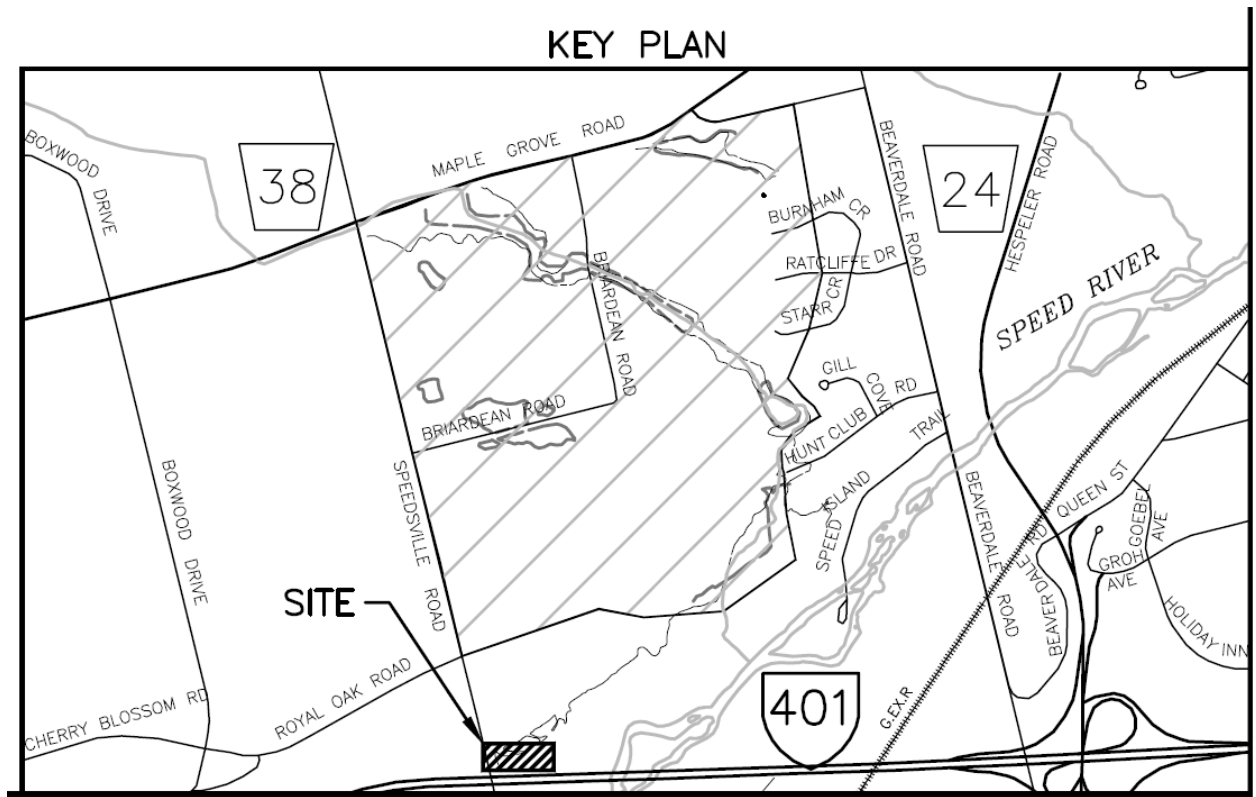 KEY PLAN
BOXWOOD DRIVE
38
MAPLE GROVE ROAD
BEAVERDALE ROAD
24
HESPELER ROAD
SPEED RIVER
BURNHAM CR
RATCLIFFE DR
STARR CR
BRIARDEAN ROAD
GILL COVE
HUNT CLUB RD
BRIARDEAN ROAD
SPEED ISLAND TRAIL
BOXWOOD DRIVE
SPEEDSVILLE ROAD
BEAVERDALE ROAD
QUEEN ST
BEAVERDALE RD
GOEBEL AVE
GROH AVE
HOLIDAY INN
SITE
CHERRY BLOSSOM RD
ROYAL OAK ROAD
401
G.EX.R